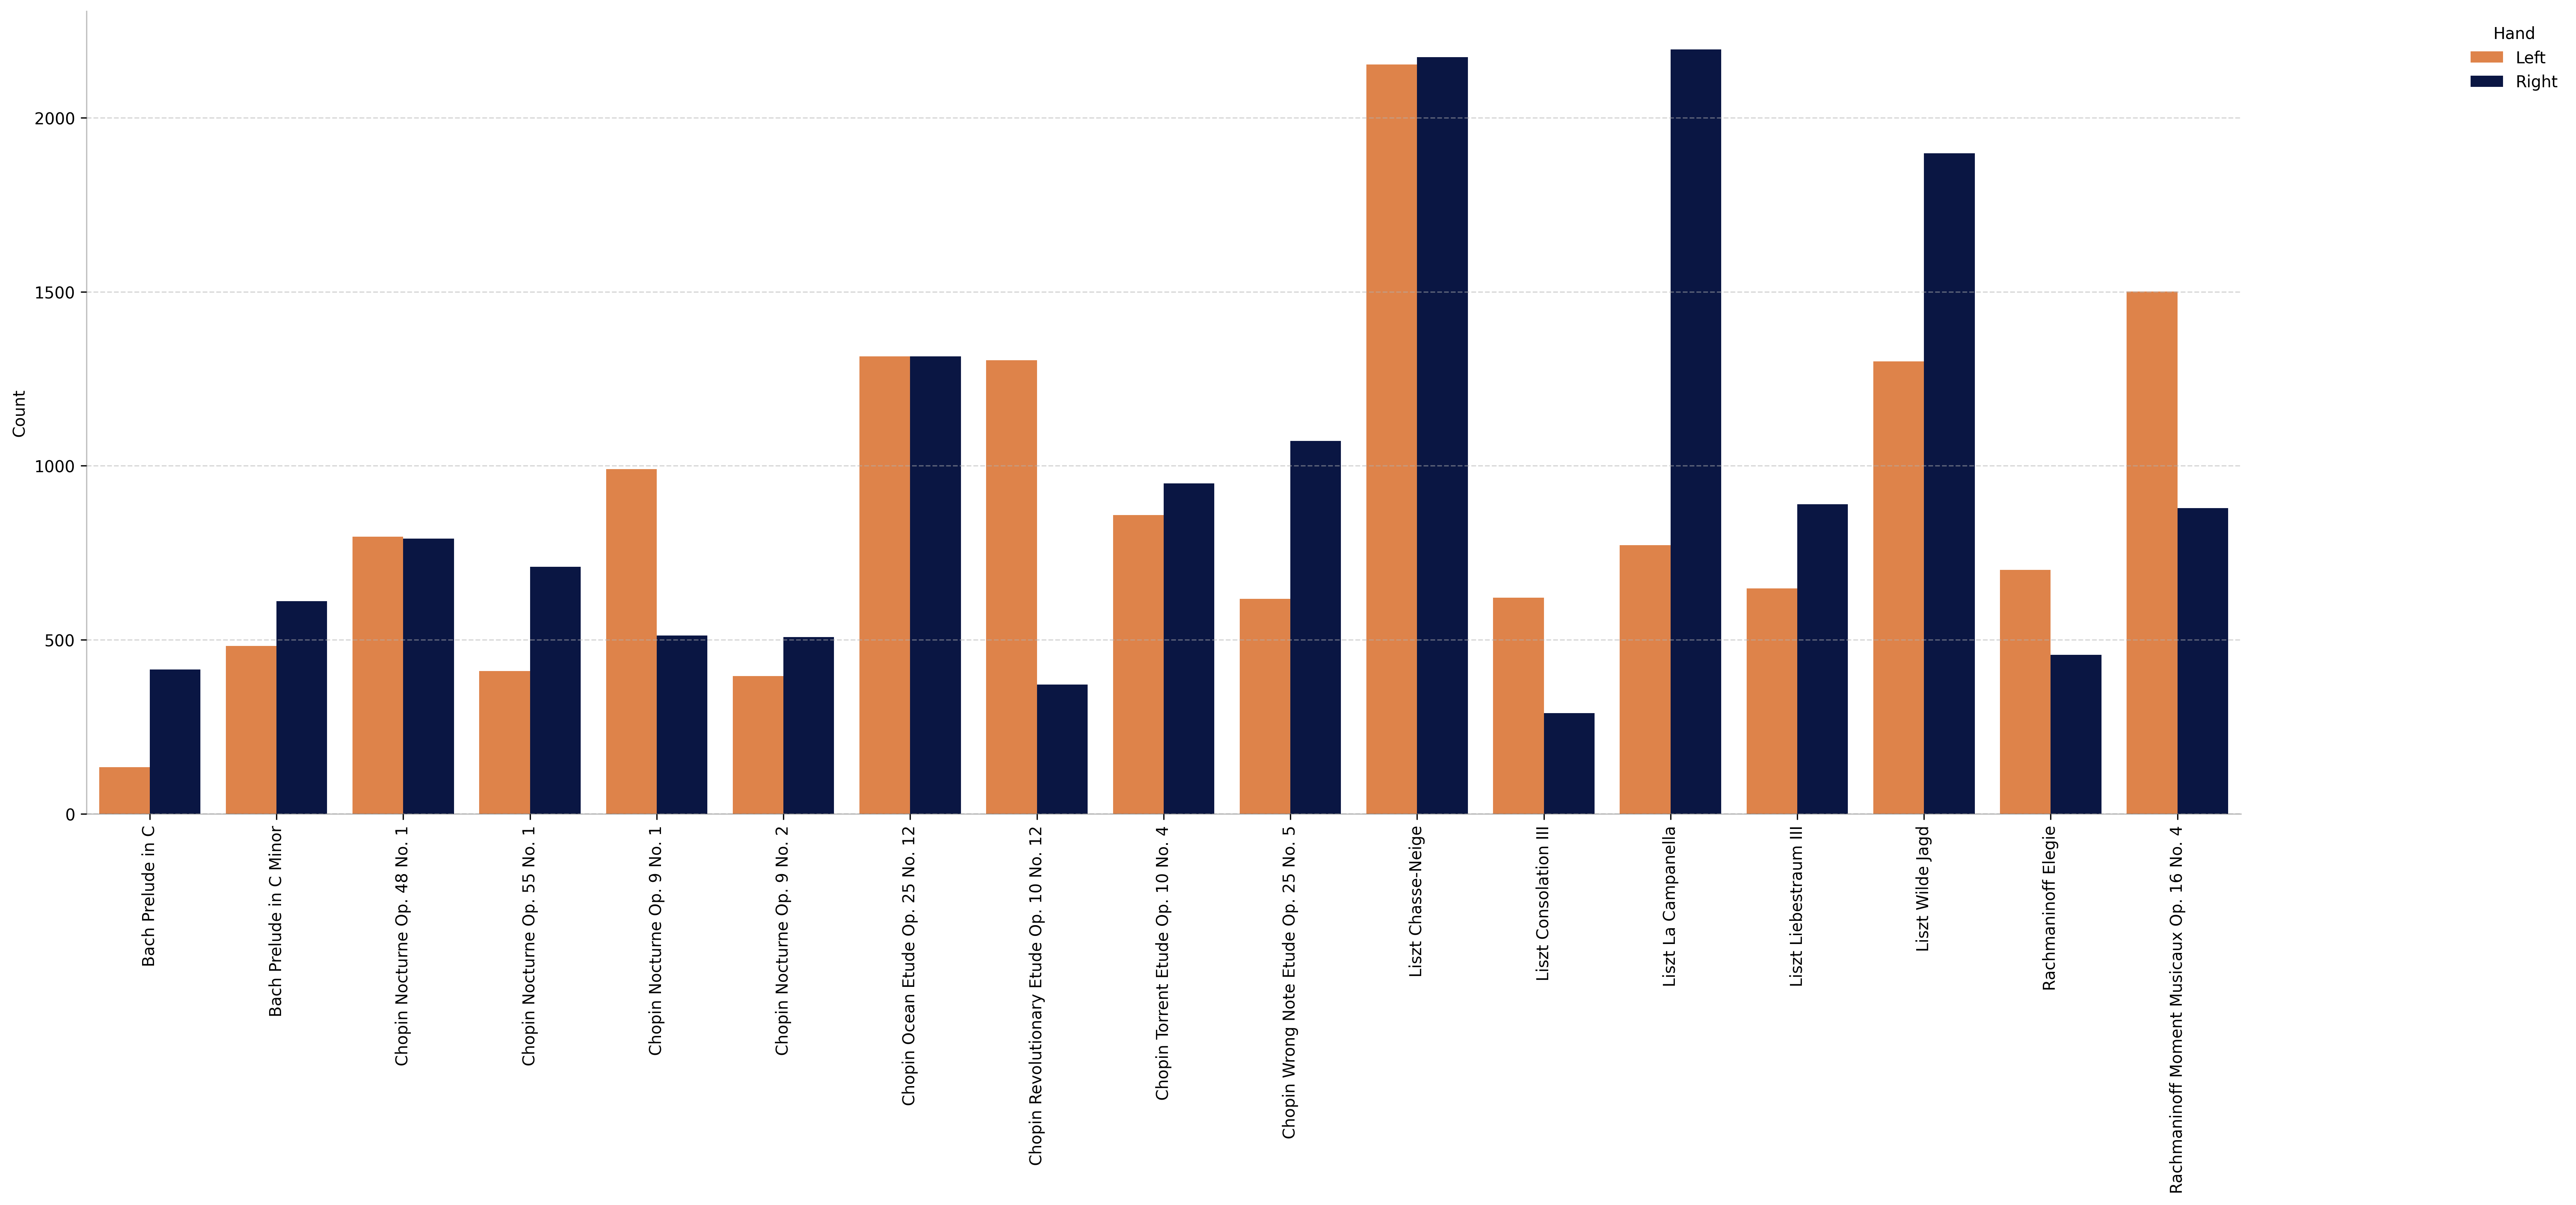 Hand
Left
Right
Count
2000
1500
1000
500
0
Bach Prelude in C
Bach Prelude in C Minor
Chopin Nocturne Op. 48 No. 1
Chopin Nocturne Op. 55 No. 1
Chopin Nocturne Op. 9 No. 1
Chopin Nocturne Op. 9 No. 2
Chopin Ocean Etude Op. 25 No. 12
Chopin Revolutionary Etude Op. 10 No. 12
Chopin Torrent Etude Op. 10 No. 4
Chopin Wrong Note Etude Op. 25 No. 5
Liszt Chasse-Neige
Liszt Consolation III
Liszt La Campanella
Liszt Liebestraum III
Liszt Wilde Jagd
Rachmaninoff Elegie
Rachmaninoff Moment Musicaux Op. 16 No. 4